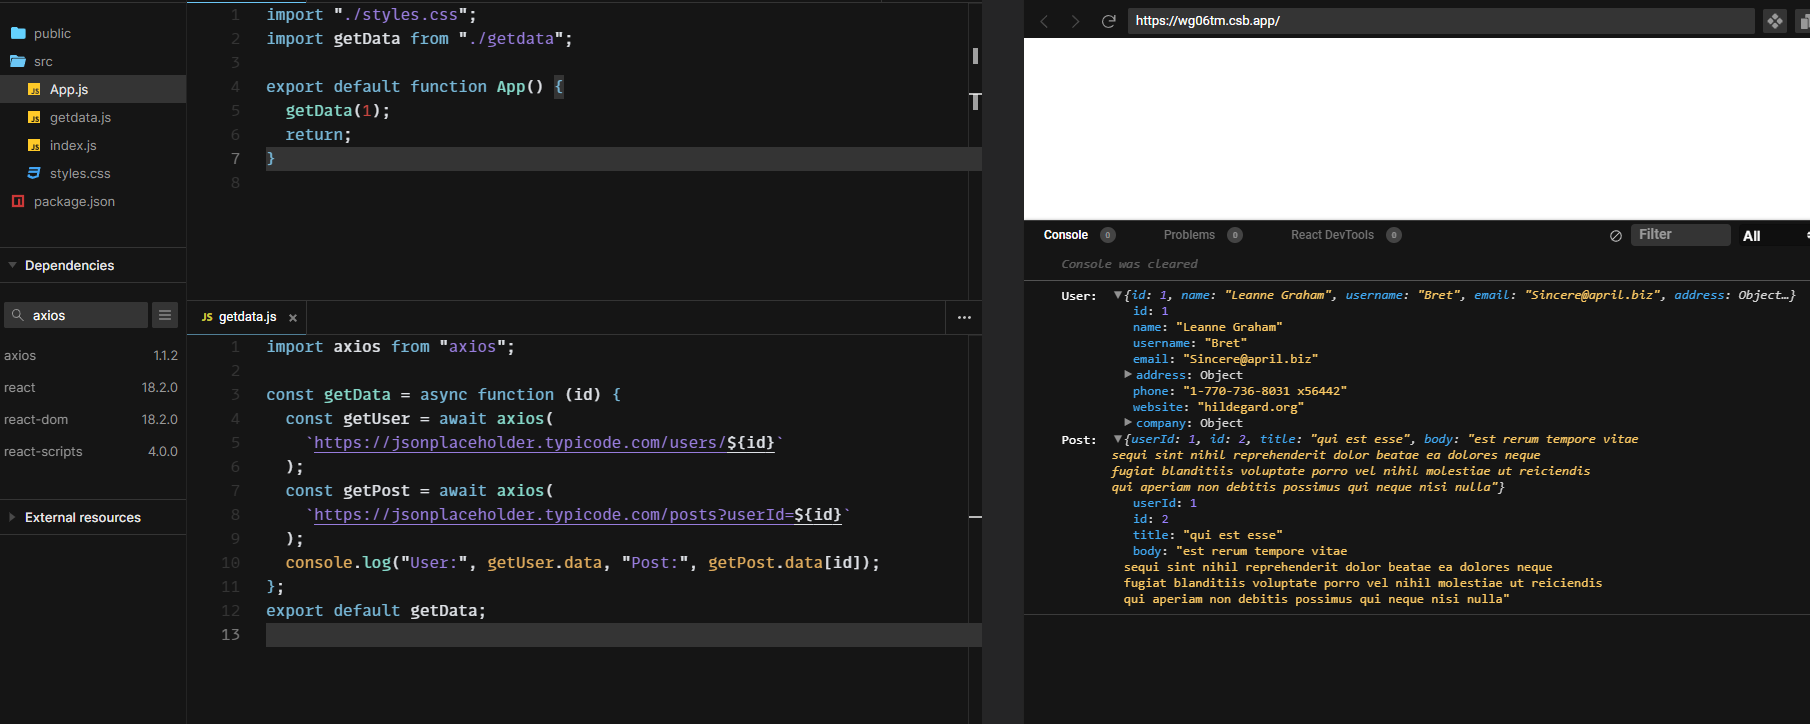 public
src
App.js
getdata.js
index.js
styles.css
package.json
Dependencies
axios
axios 1.1.2
react 18.2.0
react-dom 18.2.0
react-scripts 4.0.0
External resources
1 import "./styles.css";
2 import getData from "./getdata";
3
4 export default function App() {
5 getData(1);
6 return;
7 }
8
JS getdata.js ×
1 import axios from "axios";
2
3 const getData = async function (id) {
4 const getUser = await axios(
5 `https://jsonplaceholder.typicode.com/users/${id}`
6 );
7 const getPost = await axios(
8 `https://jsonplaceholder.typicode.com/posts?userId=${id}`
9 );
10 console.log("User:", getUser.data, "Post:", getPost.data[id]);
11 };
12 export default getData;
13
https://wg06tm.csb.app/
Console 0 Problems 0 React DevTools 0 Filter All
Console was cleared
User: ▼{id: 1, name: "Leanne Graham", username: "Bret", email: "Sincere@april.biz", address: Object…}
id: 1
name: "Leanne Graham"
username: "Bret"
email: "Sincere@april.biz"
▶address: Object
phone: "1-770-736-8031 x56442"
website: "hildegard.org"
▶company: Object
Post: ▼{userId: 1, id: 2, title: "qui est esse", body: "est rerum tempore vitae
sequi sint nihil reprehenderit dolor beatae ea dolores neque
fugiat blanditiis voluptate porro vel nihil molestiae ut reiciendis
qui aperiam non debitis possimus qui neque nisi nulla"}
userId: 1
id: 2
title: "qui est esse"
body: "est rerum tempore vitae
sequi sint nihil reprehenderit dolor beatae ea dolores neque
fugiat blanditiis voluptate porro vel nihil molestiae ut reiciendis
qui aperiam non debitis possimus qui neque nisi nulla"